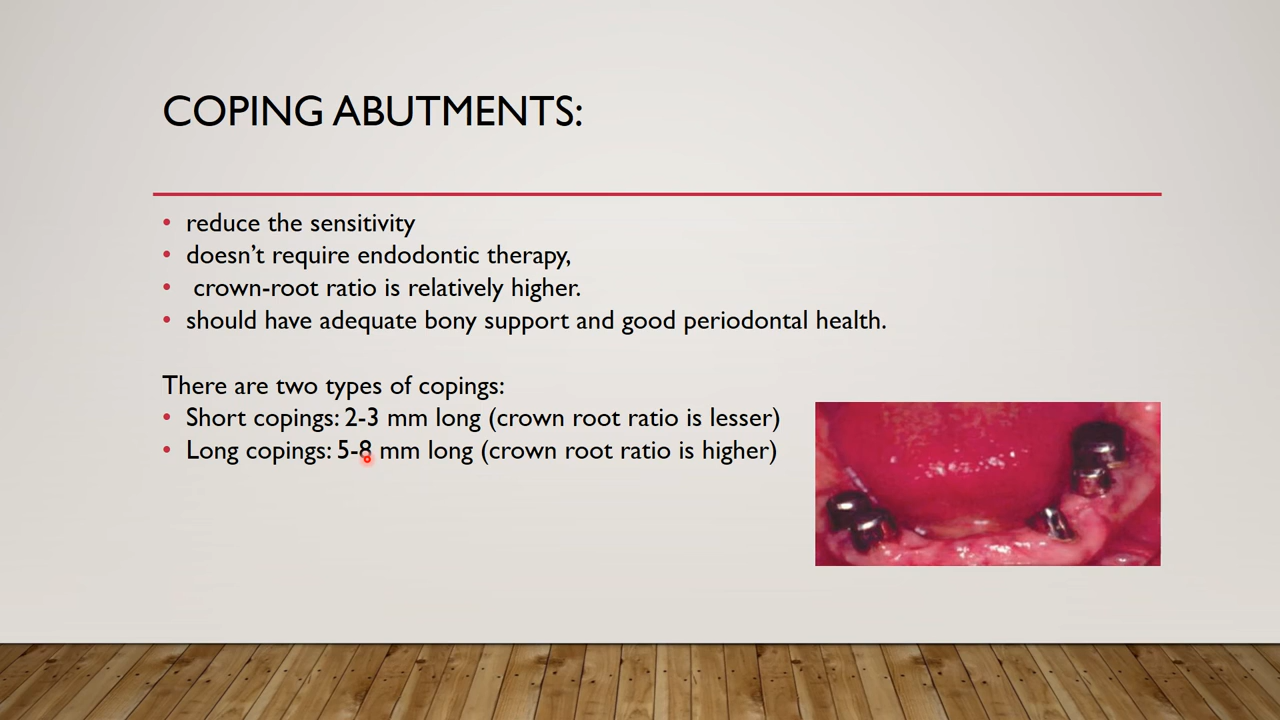 COPING ABUTMENTS:
• reduce the sensitivity
• doesn’t require endodontic therapy,
• crown-root ratio is relatively higher.
• should have adequate bony support and good periodontal health.
There are two types of copings:
• Short copings: 2-3 mm long (crown root ratio is lesser)
• Long copings: 5-8 mm long (crown root ratio is higher)